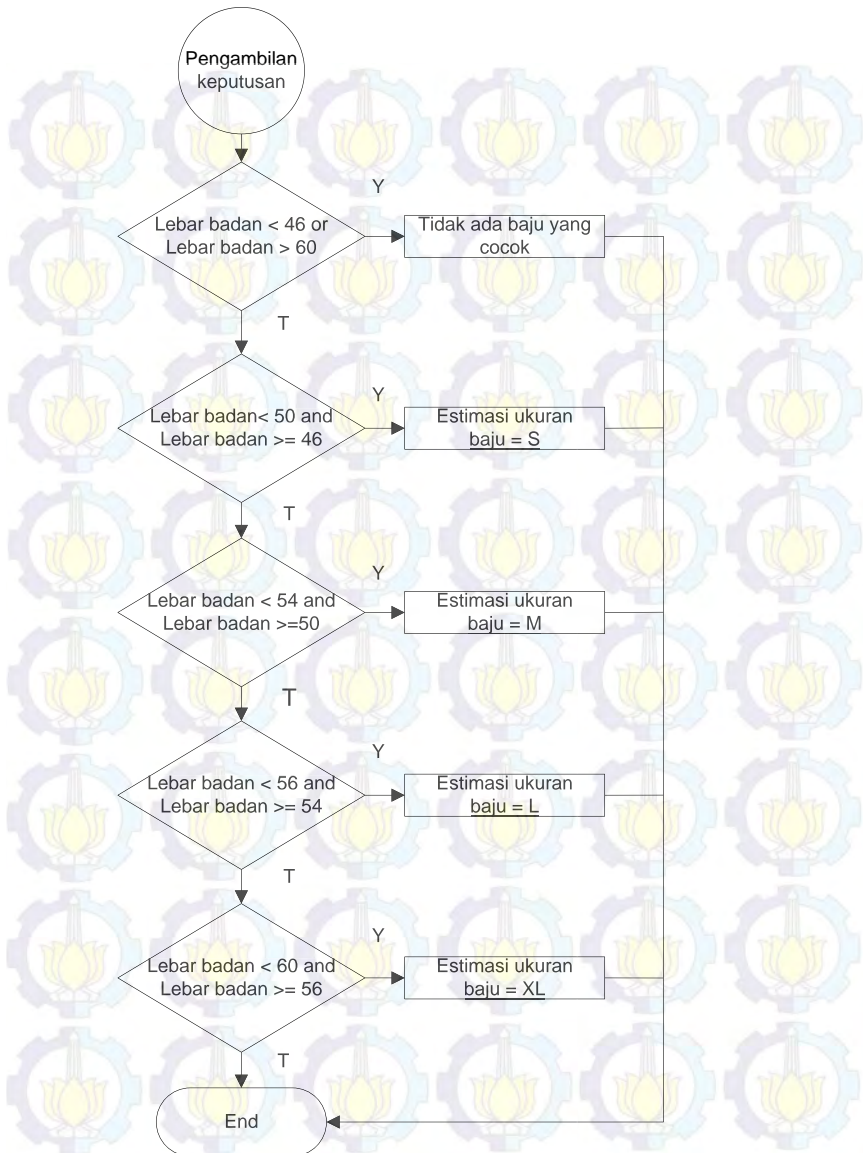 Pengambilan
keputusan
Y
Lebar badan < 46 or
Lebar badan > 60
Tidak ada baju yang
cocok
T
Y
Lebar badan< 50 and
Lebar badan >= 46
Estimasi ukuran
baju = S
T
Y
Lebar badan < 54 and
Lebar badan >=50
Estimasi ukuran
baju = M
T
Y
Lebar badan < 56 and
Lebar badan >= 54
Estimasi ukuran
baju = L
T
Y
Lebar badan < 60 and
Lebar badan >= 56
Estimasi ukuran
baju = XL
T
End